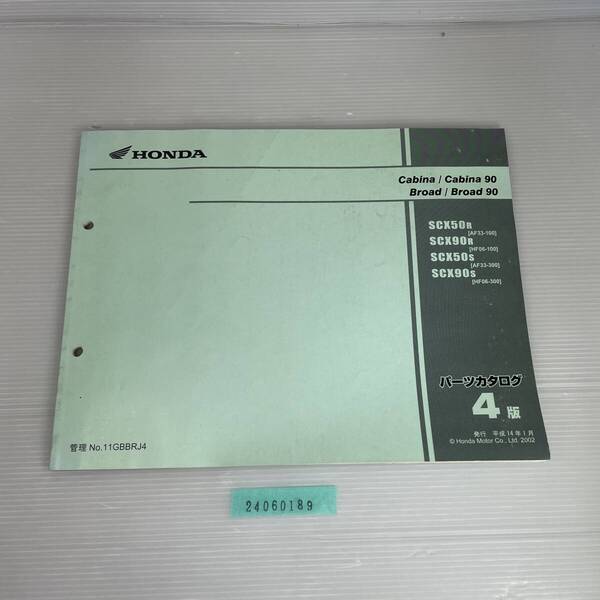 HONDA
Cabina / Cabina 90
Broad / Broad 90
SCX50R
[AF33-100]
SCX90R
[HF06-100]
SCX50S
[AF33-300]
SCX90S
[HF06-300]
パーツカタログ
4版
発行 平成14年1月
© Honda Motor Co., Ltd. 2002
管理 No.11GBBRJ4
24060189